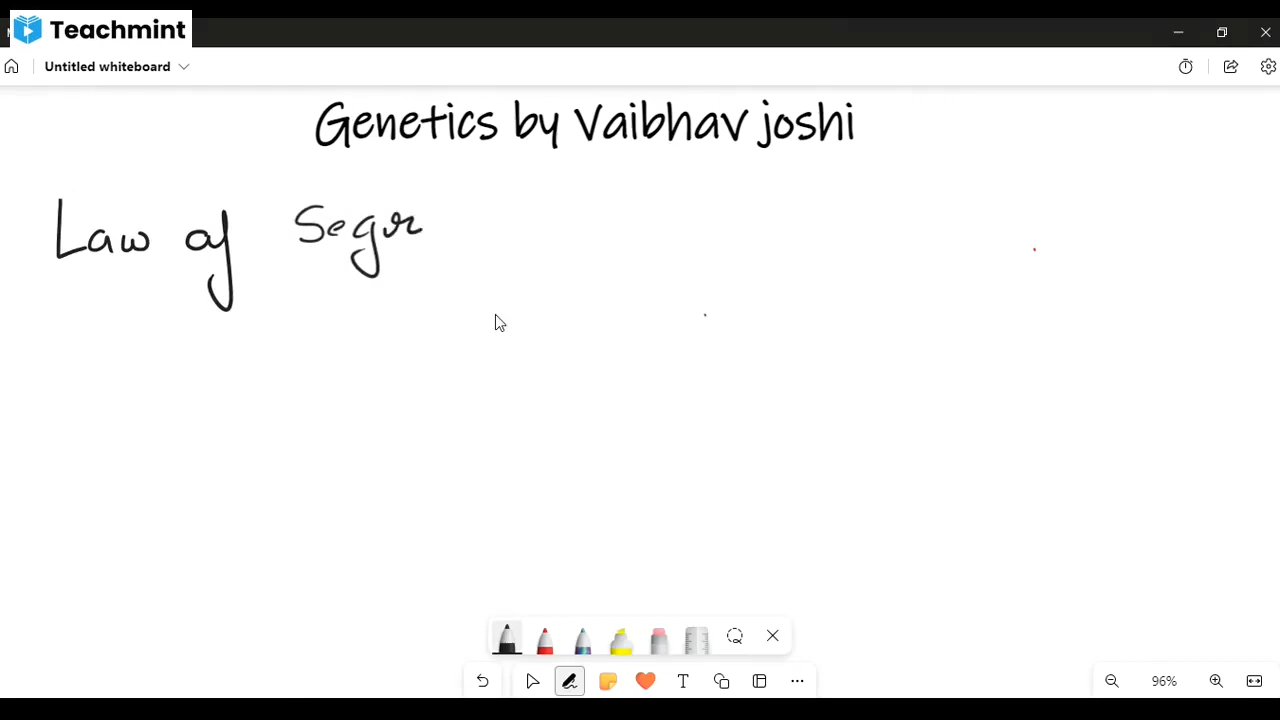 Teachmint
Untitled whiteboard
Genetics by Vaibhav joshi
Law of Segr
96%